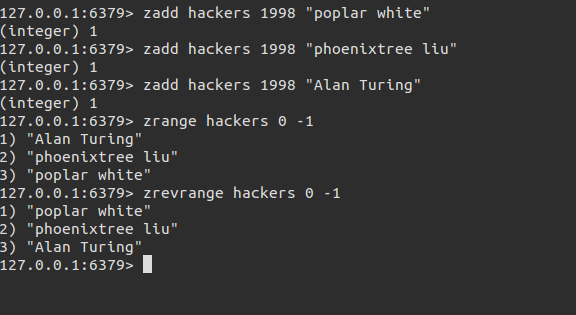 127.0.0.1:6379> zadd hackers 1998 "poplar white"
(integer) 1
127.0.0.1:6379> zadd hackers 1998 "phoenixtree liu"
(integer) 1
127.0.0.1:6379> zadd hackers 1998 "Alan Turing"
(integer) 1
127.0.0.1:6379> zrange hackers 0 -1
1) "Alan Turing"
2) "phoenixtree liu"
3) "poplar white"
127.0.0.1:6379> zrevrange hackers 0 -1
1) "poplar white"
2) "phoenixtree liu"
3) "Alan Turing"
127.0.0.1:6379>